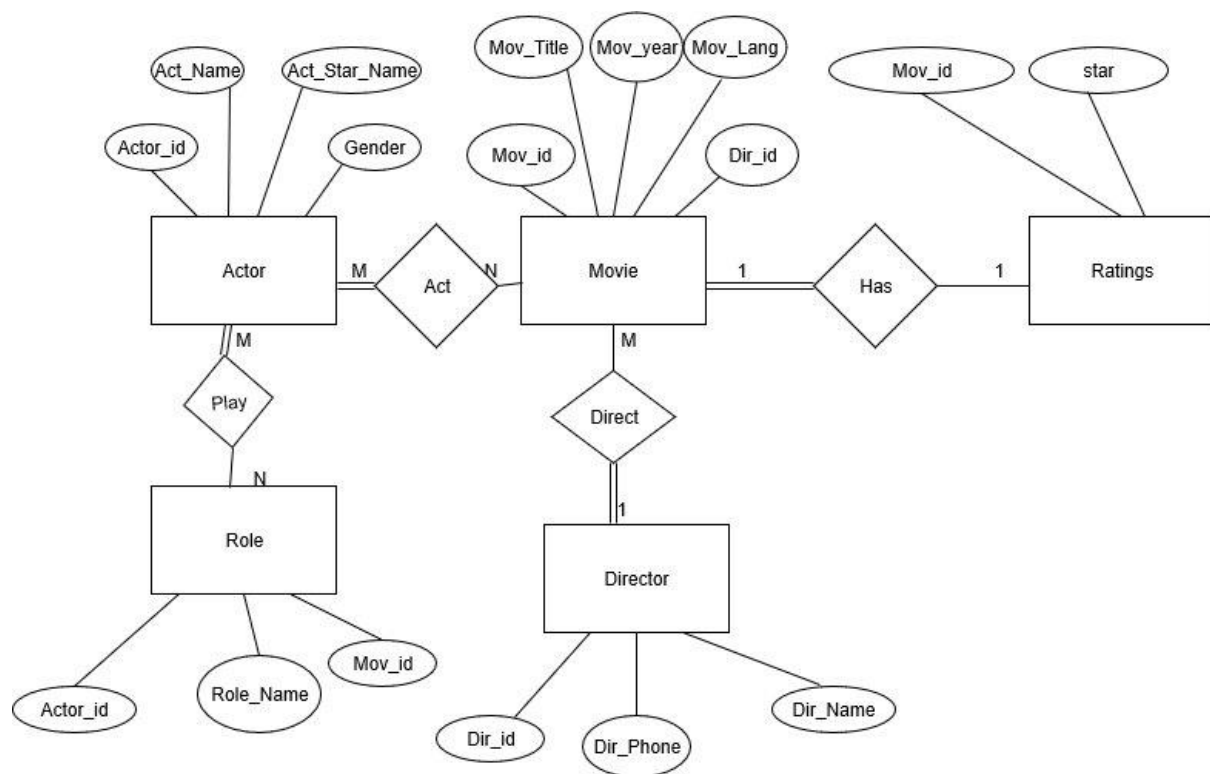 Mov_Title
Mov_year
Mov_Lang
Act_Name
Act_Star_Name
Mov_id
star
Actor_id
Gender
Mov_id
Dir_id
Actor
M
Act
N
Movie
1
Has
1
Ratings
M
M
Play
Direct
N
1
Role
Director
Mov_id
Actor_id
Role_Name
Dir_Name
Dir_id
Dir_Phone